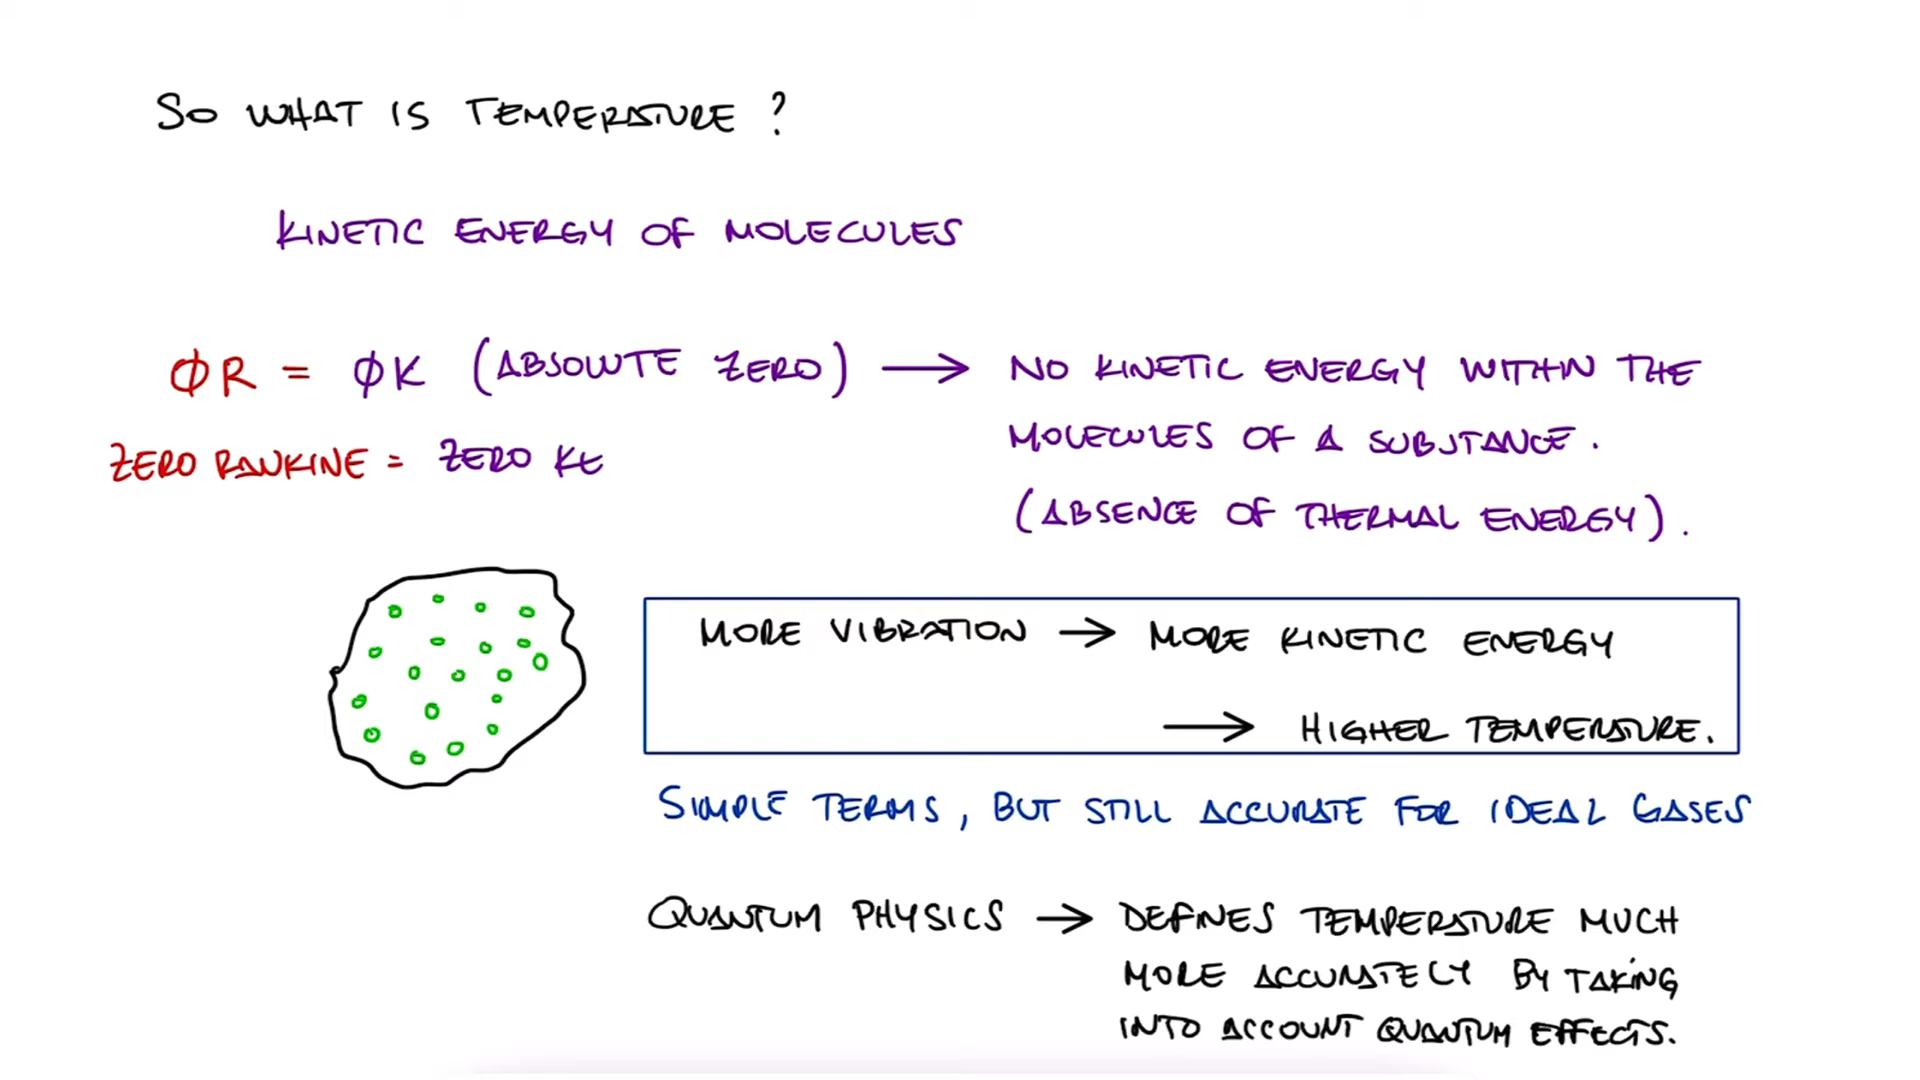 SO WHAT IS TEMPERATURE ?
KINETIC ENERGY OF MOLECULES
ØR = ØK (ABSOLUTE ZERO) → NO KINETIC ENERGY WITHIN THE
MOLECULES OF A SUBSTANCE.
ZERO RANKINE = ZERO KE
(ABSENCE OF THERMAL ENERGY).
MORE VIBRATION → MORE KINETIC ENERGY
→ HIGHER TEMPERATURE.
SIMPLE TERMS, BUT STILL ACCURATE FOR IDEAL GASES
QUANTUM PHYSICS → DEFINES TEMPERATURE MUCH
MORE ACCURATELY BY TAKING
INTO ACCOUNT QUANTUM EFFECTS.